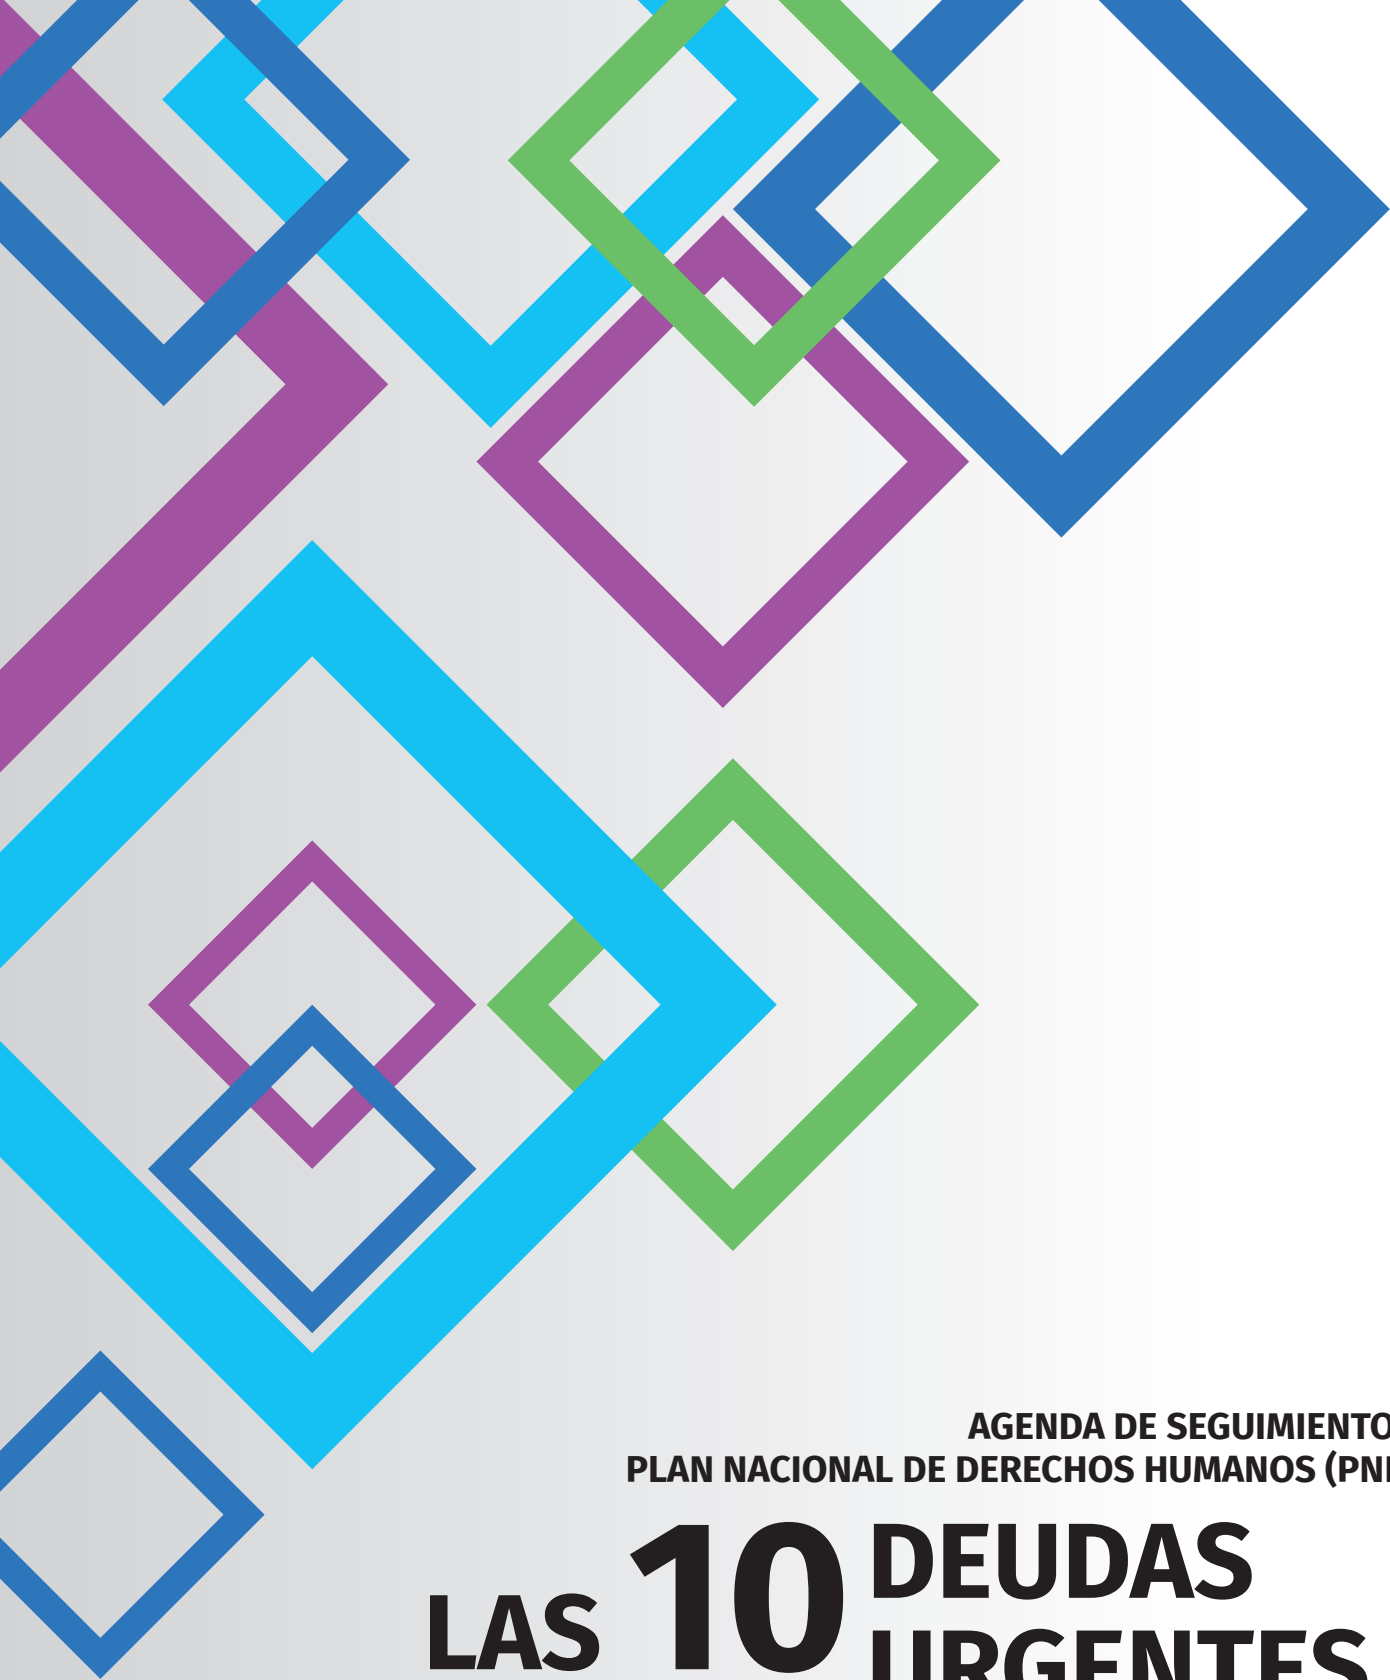 AGENDA DE SEGUIMIENTO
PLAN NACIONAL DE DERECHOS HUMANOS (PN
LAS 10 DEUDAS
URGENTES